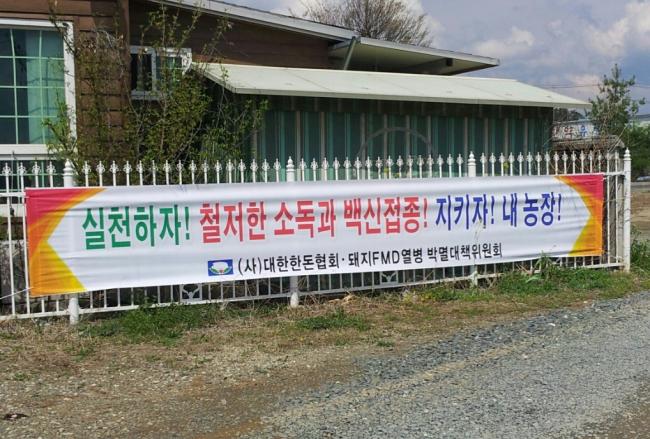 실천하자! 철저한 소독과 백신접종! 지키자! 내 농장!
(사)대한한돈협회·돼지FMD열병 박멸대책위원회